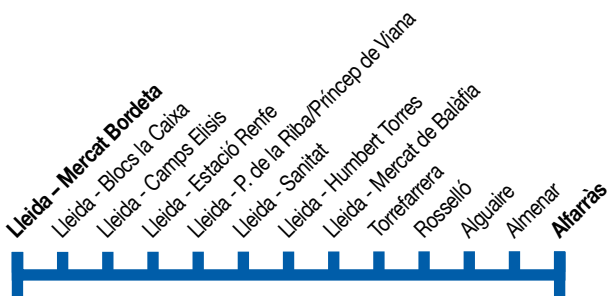 Lleida – Mercat Bordeta
Lleida - Blocs la Caixa
Lleida - Camps Elisis
Lleida - Estació Renfe
Lleida - P. de la Riba/Príncep de Viana
Lleida - Sanitat
Lleida - Humbert Torres
Lleida - Mercat de Balàfia
Torrefarrera
Rosselló
Alguaire
Almenar
Alfarràs